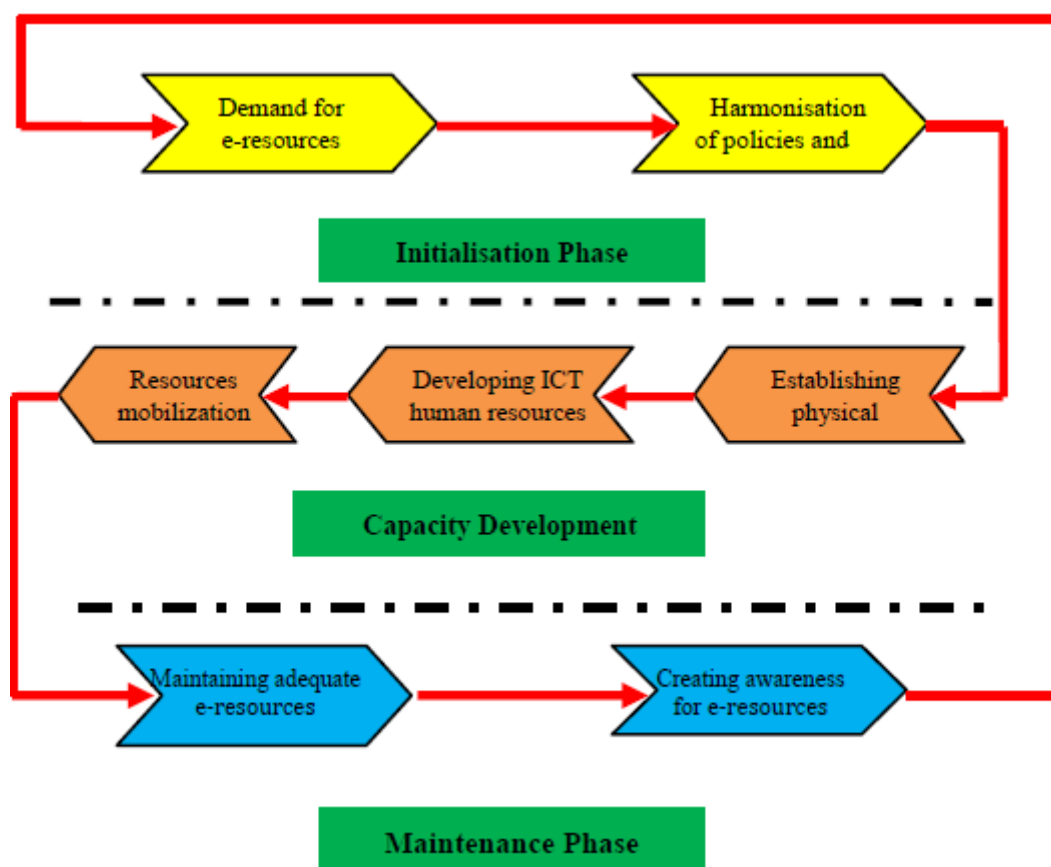 Demand for
e-resources
Harmonisation
of policies and
Initialisation Phase
Resources
mobilization
Developing ICT
human resources
Establishing
physical
Capacity Development
Maintaining adequate
e-resources
Creating awareness
for e-resources
Maintenance Phase